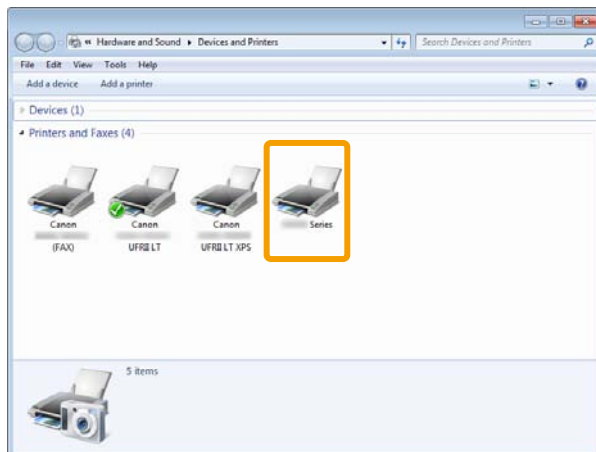 Hardware and Sound ▸ Devices and Printers
Search Devices and Printers
File Edit View Tools Help
Add a device Add a printer
Devices (1)
Printers and Faxes (4)
Canon
(FAX)
Canon
UFRII LT
Canon
UFRII LT XPS
Series
5 items